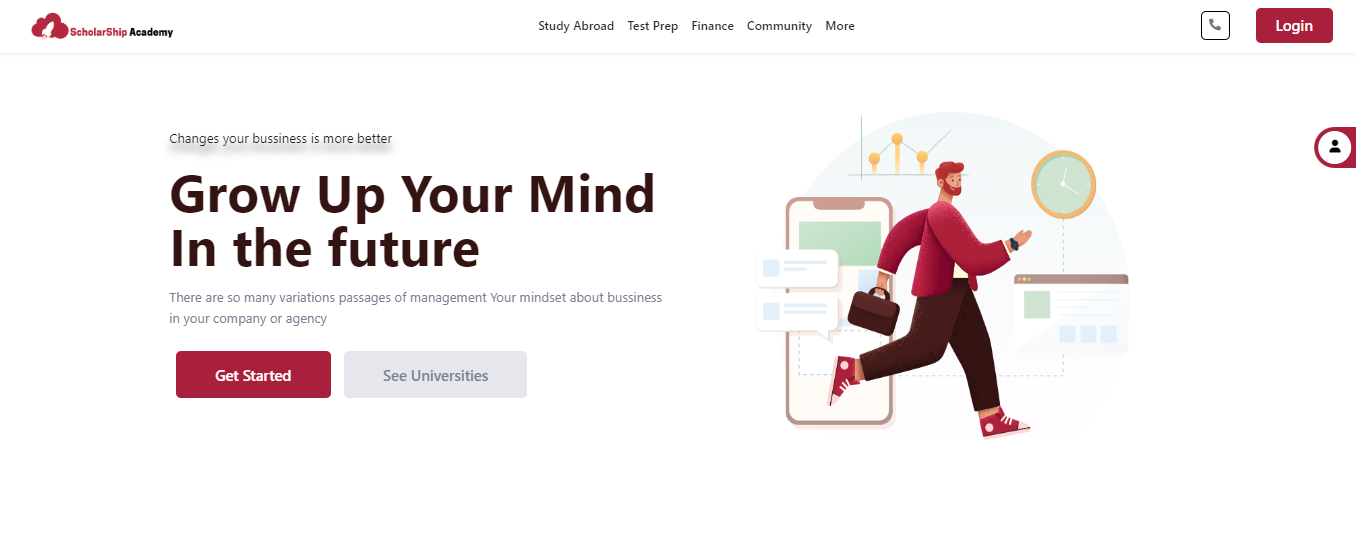 ScholarShip Academy
Study Abroad Test Prep Finance Community More
Login
Changes your bussiness is more better
Grow Up Your Mind
In the future
There are so many variations passages of management Your mindset about bussiness
in your company or agency
Get Started
See Universities